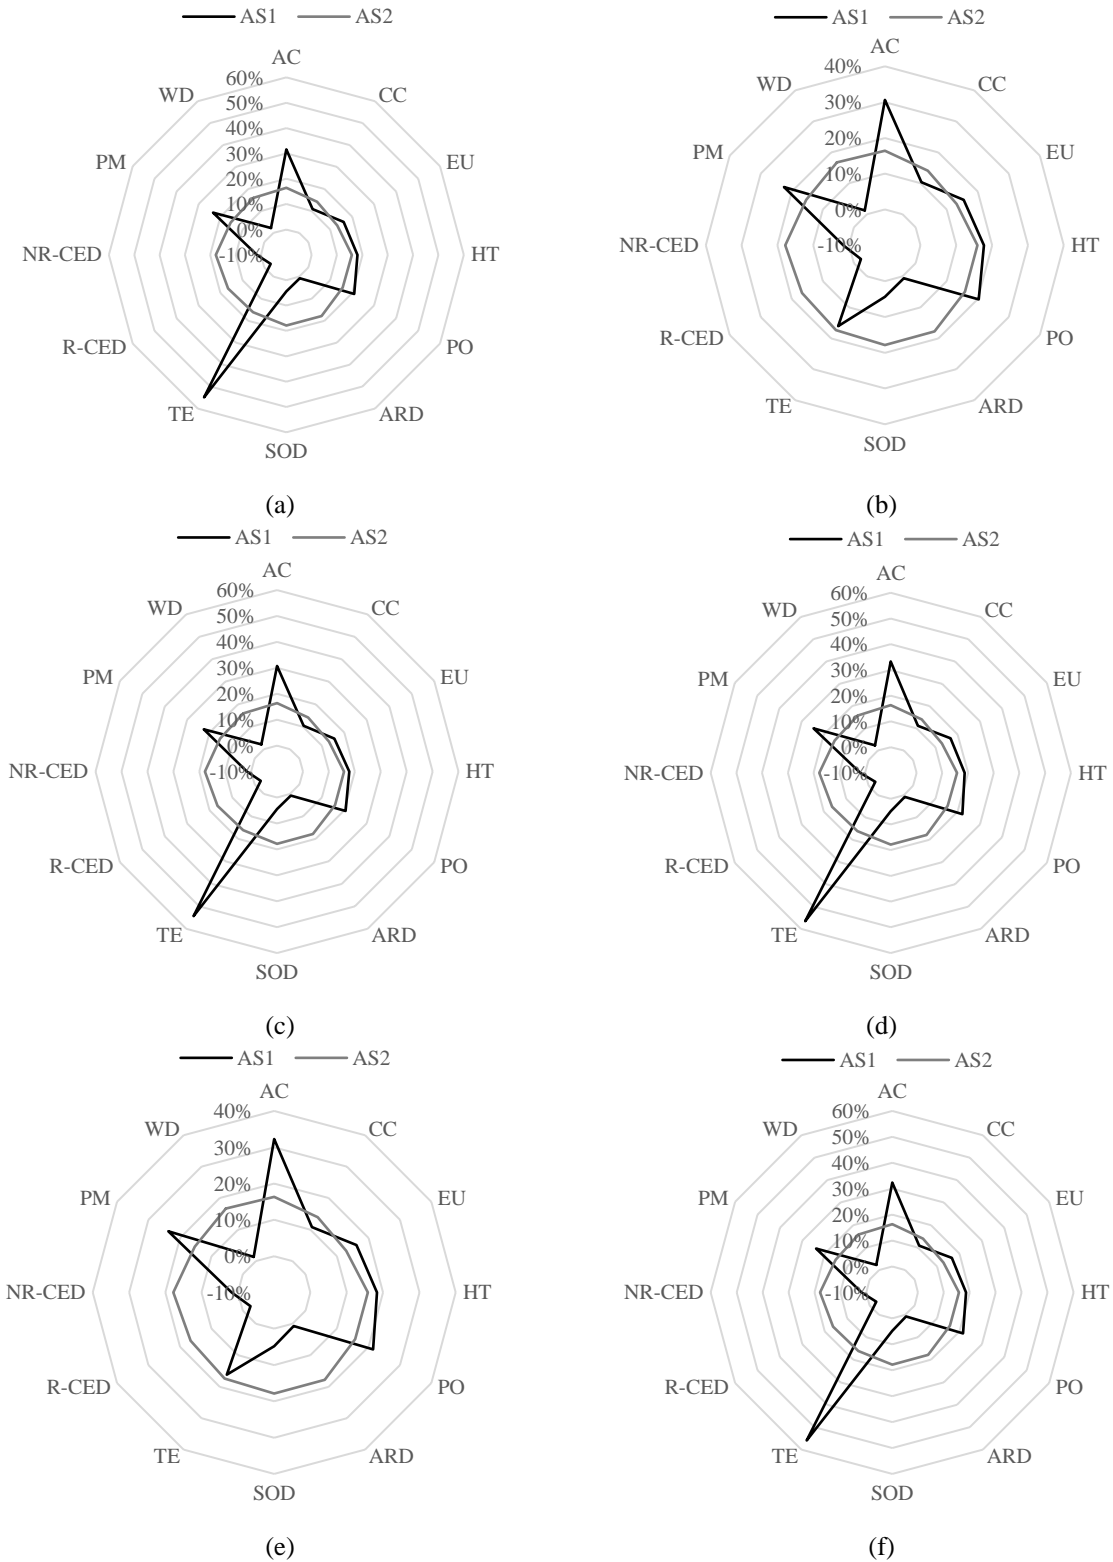 AS1 AS2
AC
60%
WD CC
50%
40%
PM 30% EU
20%
10%
0%
NR-CED -10% HT
R-CED PO
TE ARD
SOD
(a)
AS1 AS2
AC
40%
WD CC
30%
PM 20% EU
10%
0%
NR-CED -10% HT
R-CED PO
TE ARD
SOD
(b)
AS1 AS2
AC
60%
WD CC
50%
40%
PM 30% EU
20%
10%
0%
NR-CED -10% HT
R-CED PO
TE ARD
SOD
(c)
AS1 AS2
AC
60%
WD CC
50%
40%
PM 30% EU
20%
10%
0%
NR-CED -10% HT
R-CED PO
TE ARD
SOD
(d)
AS1 AS2
AC
40%
WD CC
30%
PM 20% EU
10%
0%
NR-CED -10% HT
R-CED PO
TE ARD
SOD
(e)
AS1 AS2
AC
60%
WD CC
50%
40%
PM 30% EU
20%
10%
0%
NR-CED -10% HT
R-CED PO
TE ARD
SOD
(f)